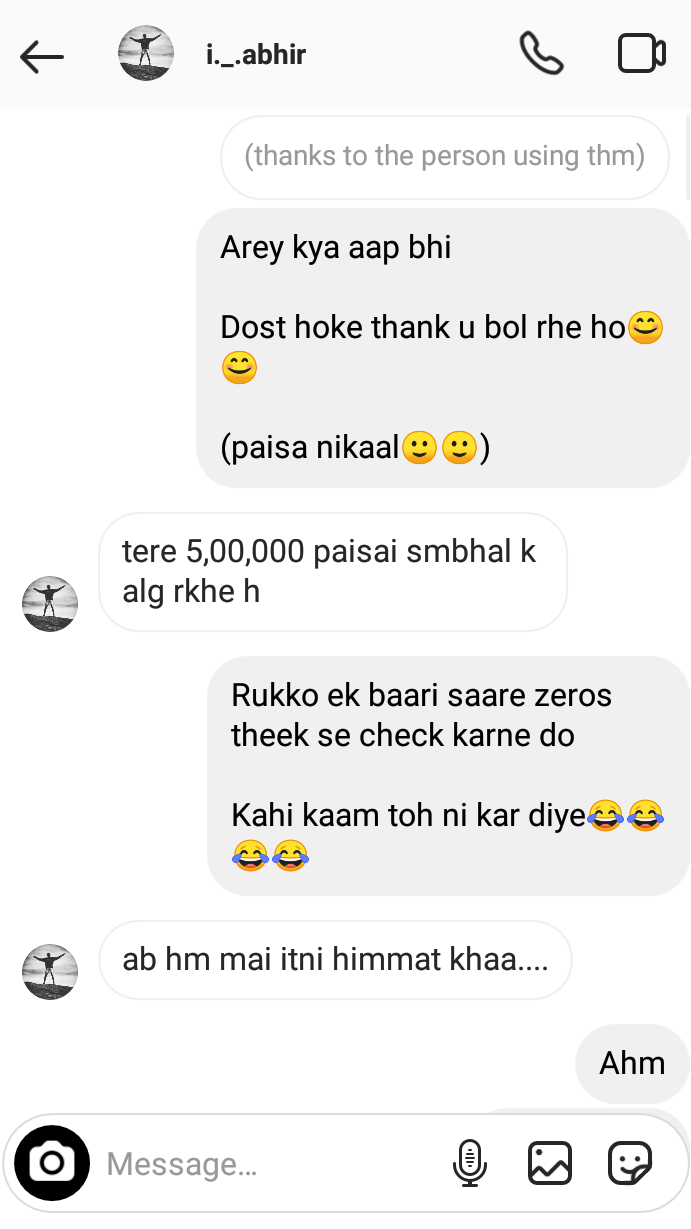 i._.abhir
(thanks to the person using thm)
Arey kya aap bhi
Dost hoke thank u bol rhe ho😊
😊
(paisa nikaal🙂🙂)
tere 5,00,000 paisai smbhal k
alg rkhe h
Rukko ek baari saare zeros
theek se check karne do
Kahi kaam toh ni kar diye😂😂
😂😂
ab hm mai itni himmat khaa....
Ahm
Message...